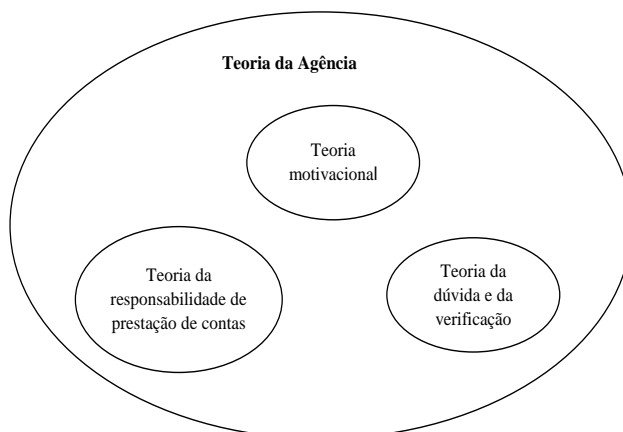 Teoria da Agência
Teoria
motivacional
Teoria da
responsabilidade de
prestação de contas
Teoria da
dúvida e da
verificação